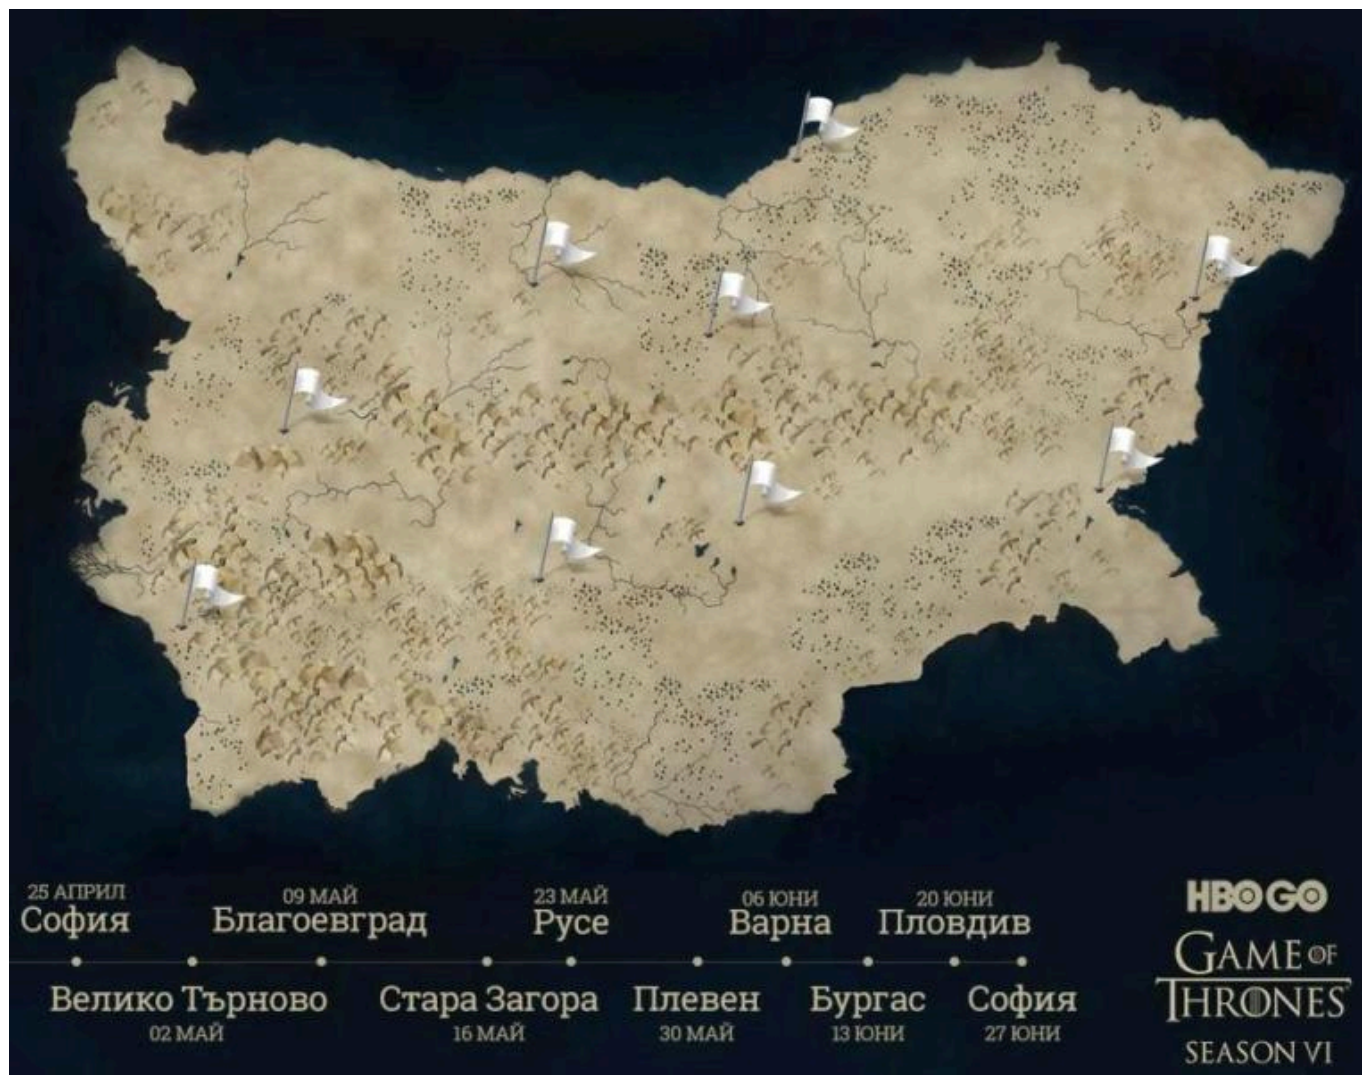 25 АПРИЛ
София
09 МАЙ
Благоевград
23 МАЙ
Русе
06 ЮНИ
Варна
20 ЮНИ
Пловдив
Велико Търново
02 МАЙ
Стара Загора
16 МАЙ
Плевен
30 МАЙ
Бургас
13 ЮНИ
София
27 ЮНИ
HBO GO
GAME OF
THRONES
SEASON VI